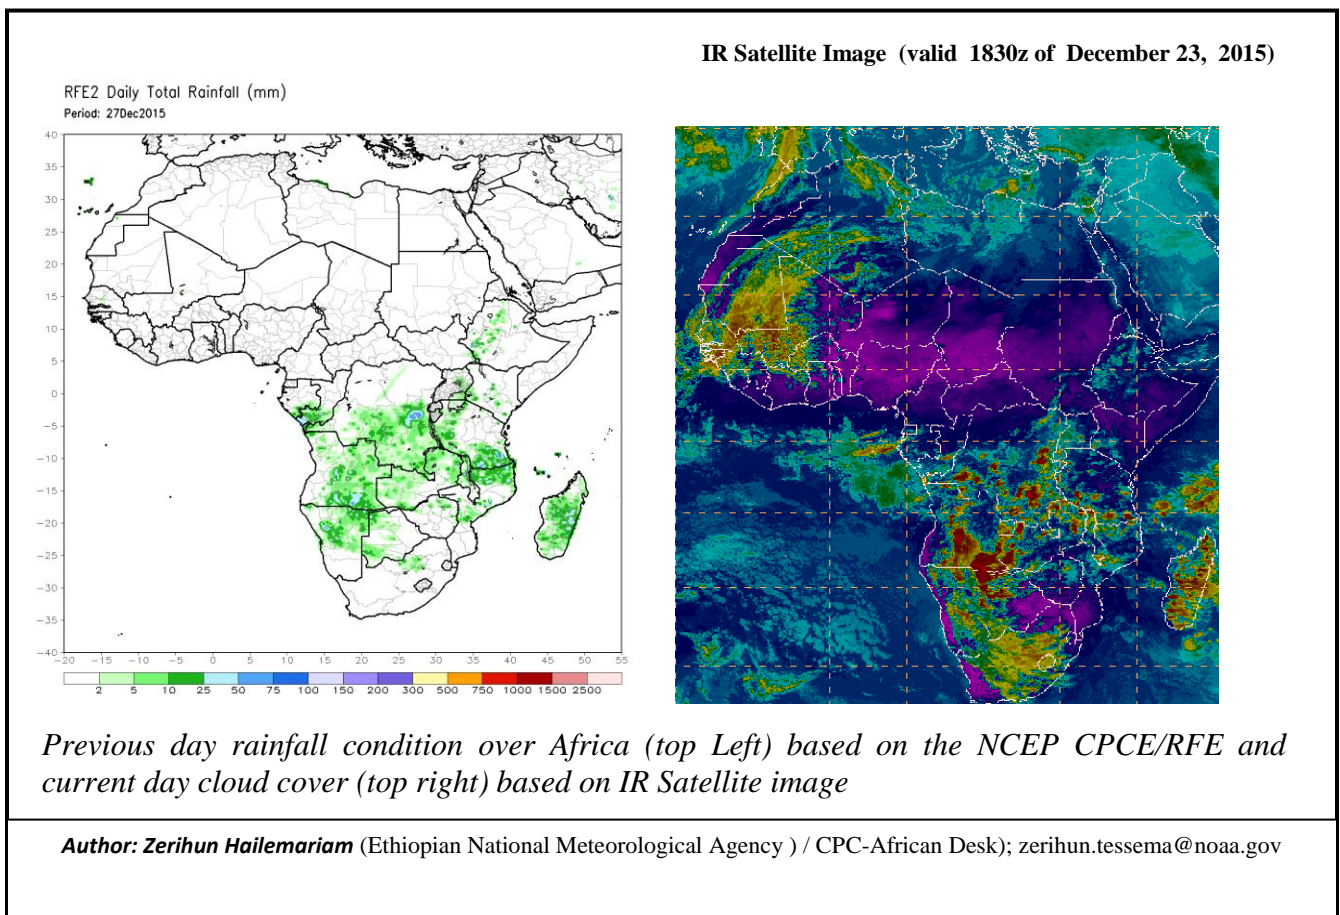 IR Satellite Image (valid 1830z of December 23, 2015)
RFE2 Daily Total Rainfall (mm)
Period: 27Dec2015
40
35
30
25
20
15
10
5
0
−5
−10
−15
−20
−25
−30
−35
−40
−20 −15 −10 −5 0 5 10 15 20 25 30 35 40 45 50 55
2 5 10 25 50 75 100 150 200 300 500 750 1000 1500 2500
Previous day rainfall condition over Africa (top Left) based on the NCEP CPCE/RFE and
current day cloud cover (top right) based on IR Satellite image
Author: Zerihun Hailemariam (Ethiopian National Meteorological Agency ) / CPC-African Desk); zerihun.tessema@noaa.gov